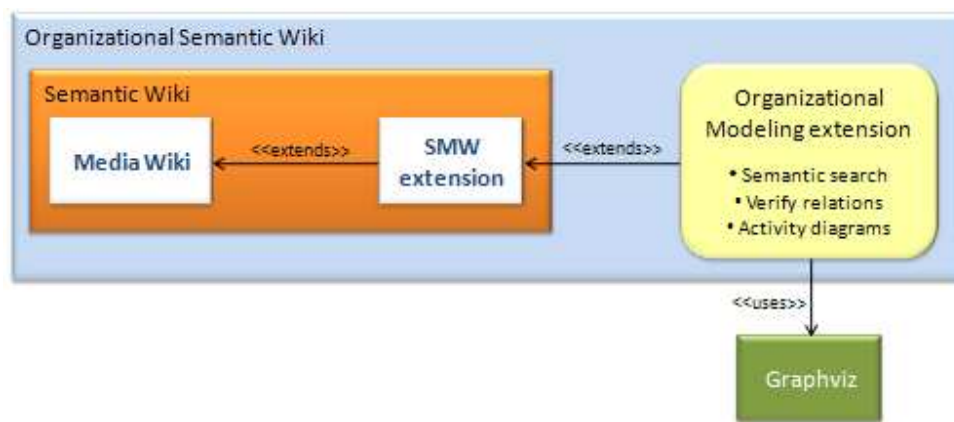 Organizational Semantic Wiki
Semantic Wiki
Media Wiki
<<extends>>
SMW
extension
<<extends>>
Organizational
Modeling extension
• Semantic search
• Verify relations
• Activity diagrams
<<uses>>
Graphviz